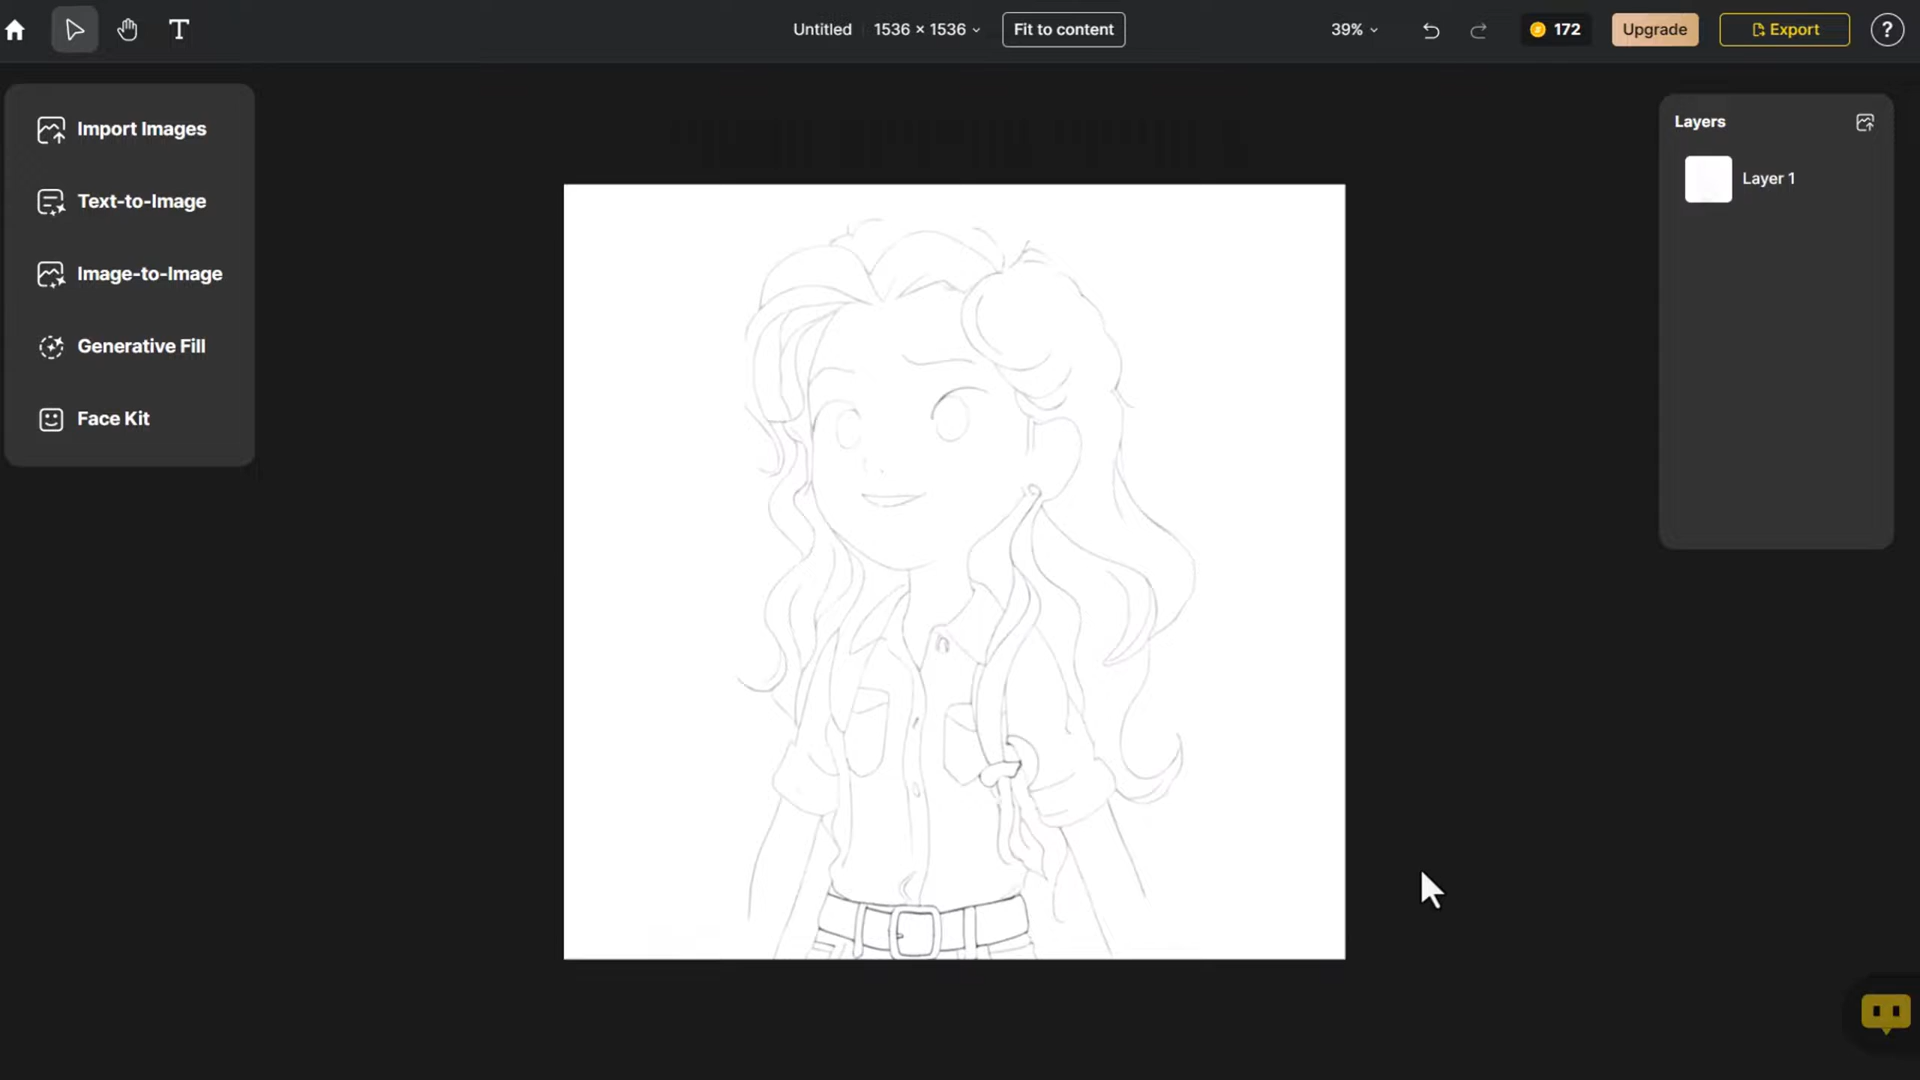 Untitled
1536 × 1536
Fit to content
39%
172
Upgrade
Export
?
Import Images
Text-to-Image
Image-to-Image
Generative Fill
Face Kit
Layers
Layer 1